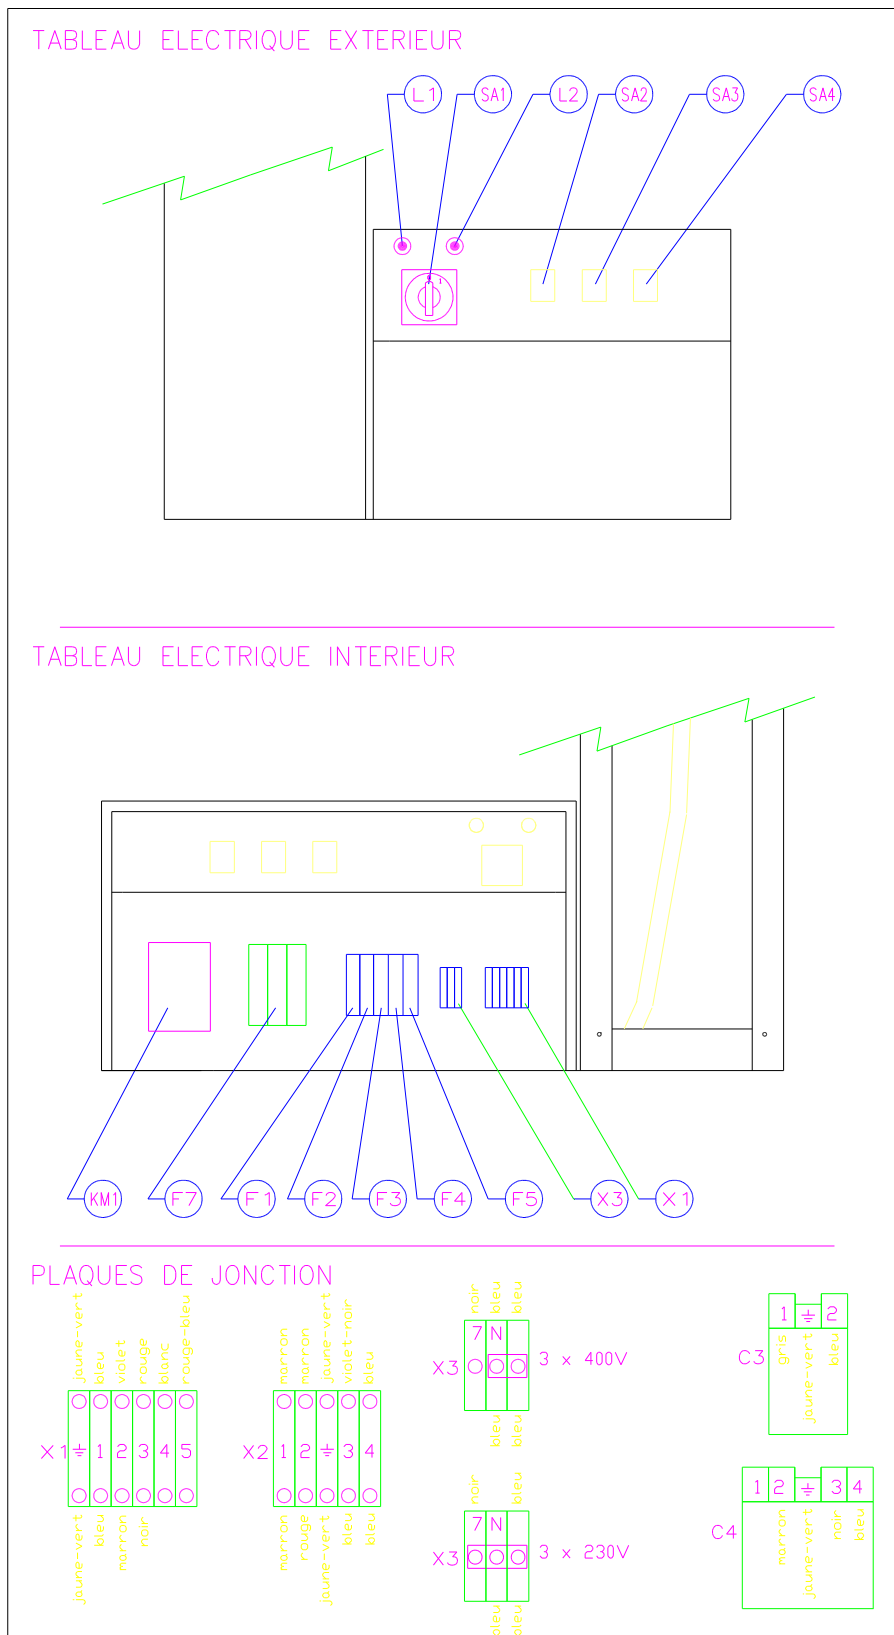 TABLEAU ELECTRIQUE EXTERIEUR
L1 SA1 L2 SA2 SA3 SA4
0 1
TABLEAU ELECTRIQUE INTERIEUR
KM1 F7 F1 F2 F3 F4 F5 X3 X1
PLAQUES DE JONCTION
jaune-vert bleu violet rouge blanc rouge-bleu
X1 1 2 3 4 5
jaune-vert bleu marron noir
marron marron jaune-vert violet-noir bleu
X2 1 2 3 4
marron rouge jaune-vert bleu bleu
noir bleu bleu
7 N
X3 3 x 400V
bleu bleu
noir bleu
7 N
X3 3 x 230V
bleu bleu
1 2
C3 gris jaune-vert bleu
1 2 3 4
C4 marron jaune-vert noir bleu